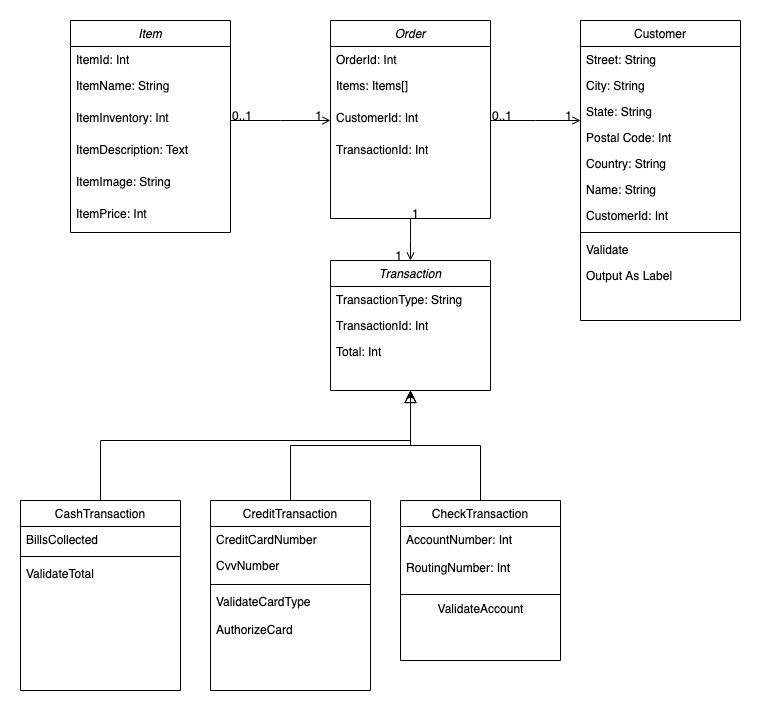 Item
ItemId: Int
ItemName: String
ItemInventory: Int
ItemDescription: Text
ItemImage: String
ItemPrice: Int
0..1
1
Order
OrderId: Int
Items: Items[]
CustomerId: Int
TransactionId: Int
0..1
1
Customer
Street: String
City: String
State: String
Postal Code: Int
Country: String
Name: String
CustomerId: Int
Validate
Output As Label
1
1
Transaction
TransactionType: String
TransactionId: Int
Total: Int
CashTransaction
BillsCollected
ValidateTotal
CreditTransaction
CreditCardNumber
CvvNumber
ValidateCardType
AuthorizeCard
CheckTransaction
AccountNumber: Int
RoutingNumber: Int
ValidateAccount